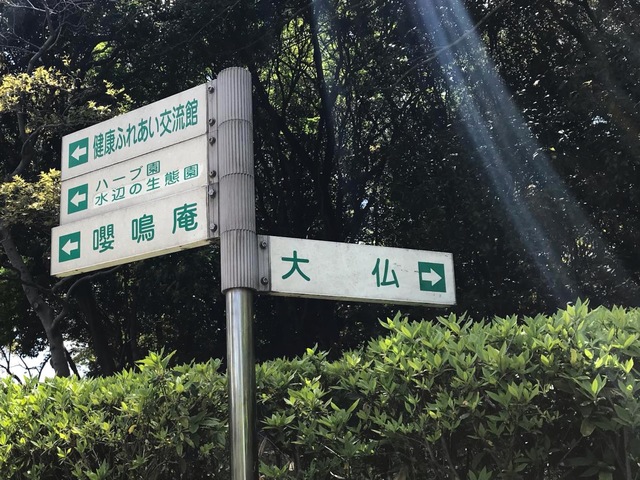 健康ふれあい交流館
ハーブ園
水辺の生態園
嚶鳴庵
大仏